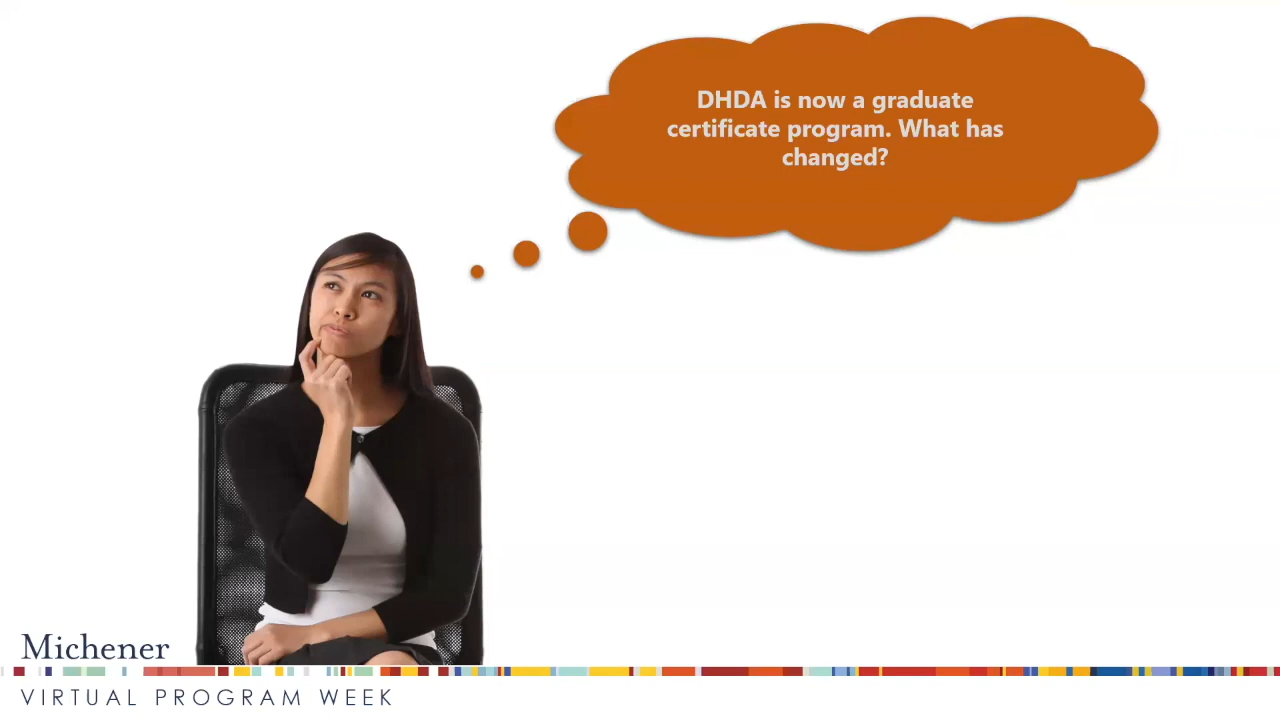 DHDA is now a graduate
certificate program. What has
changed?
Michener
VIRTUAL PROGRAM WEEK